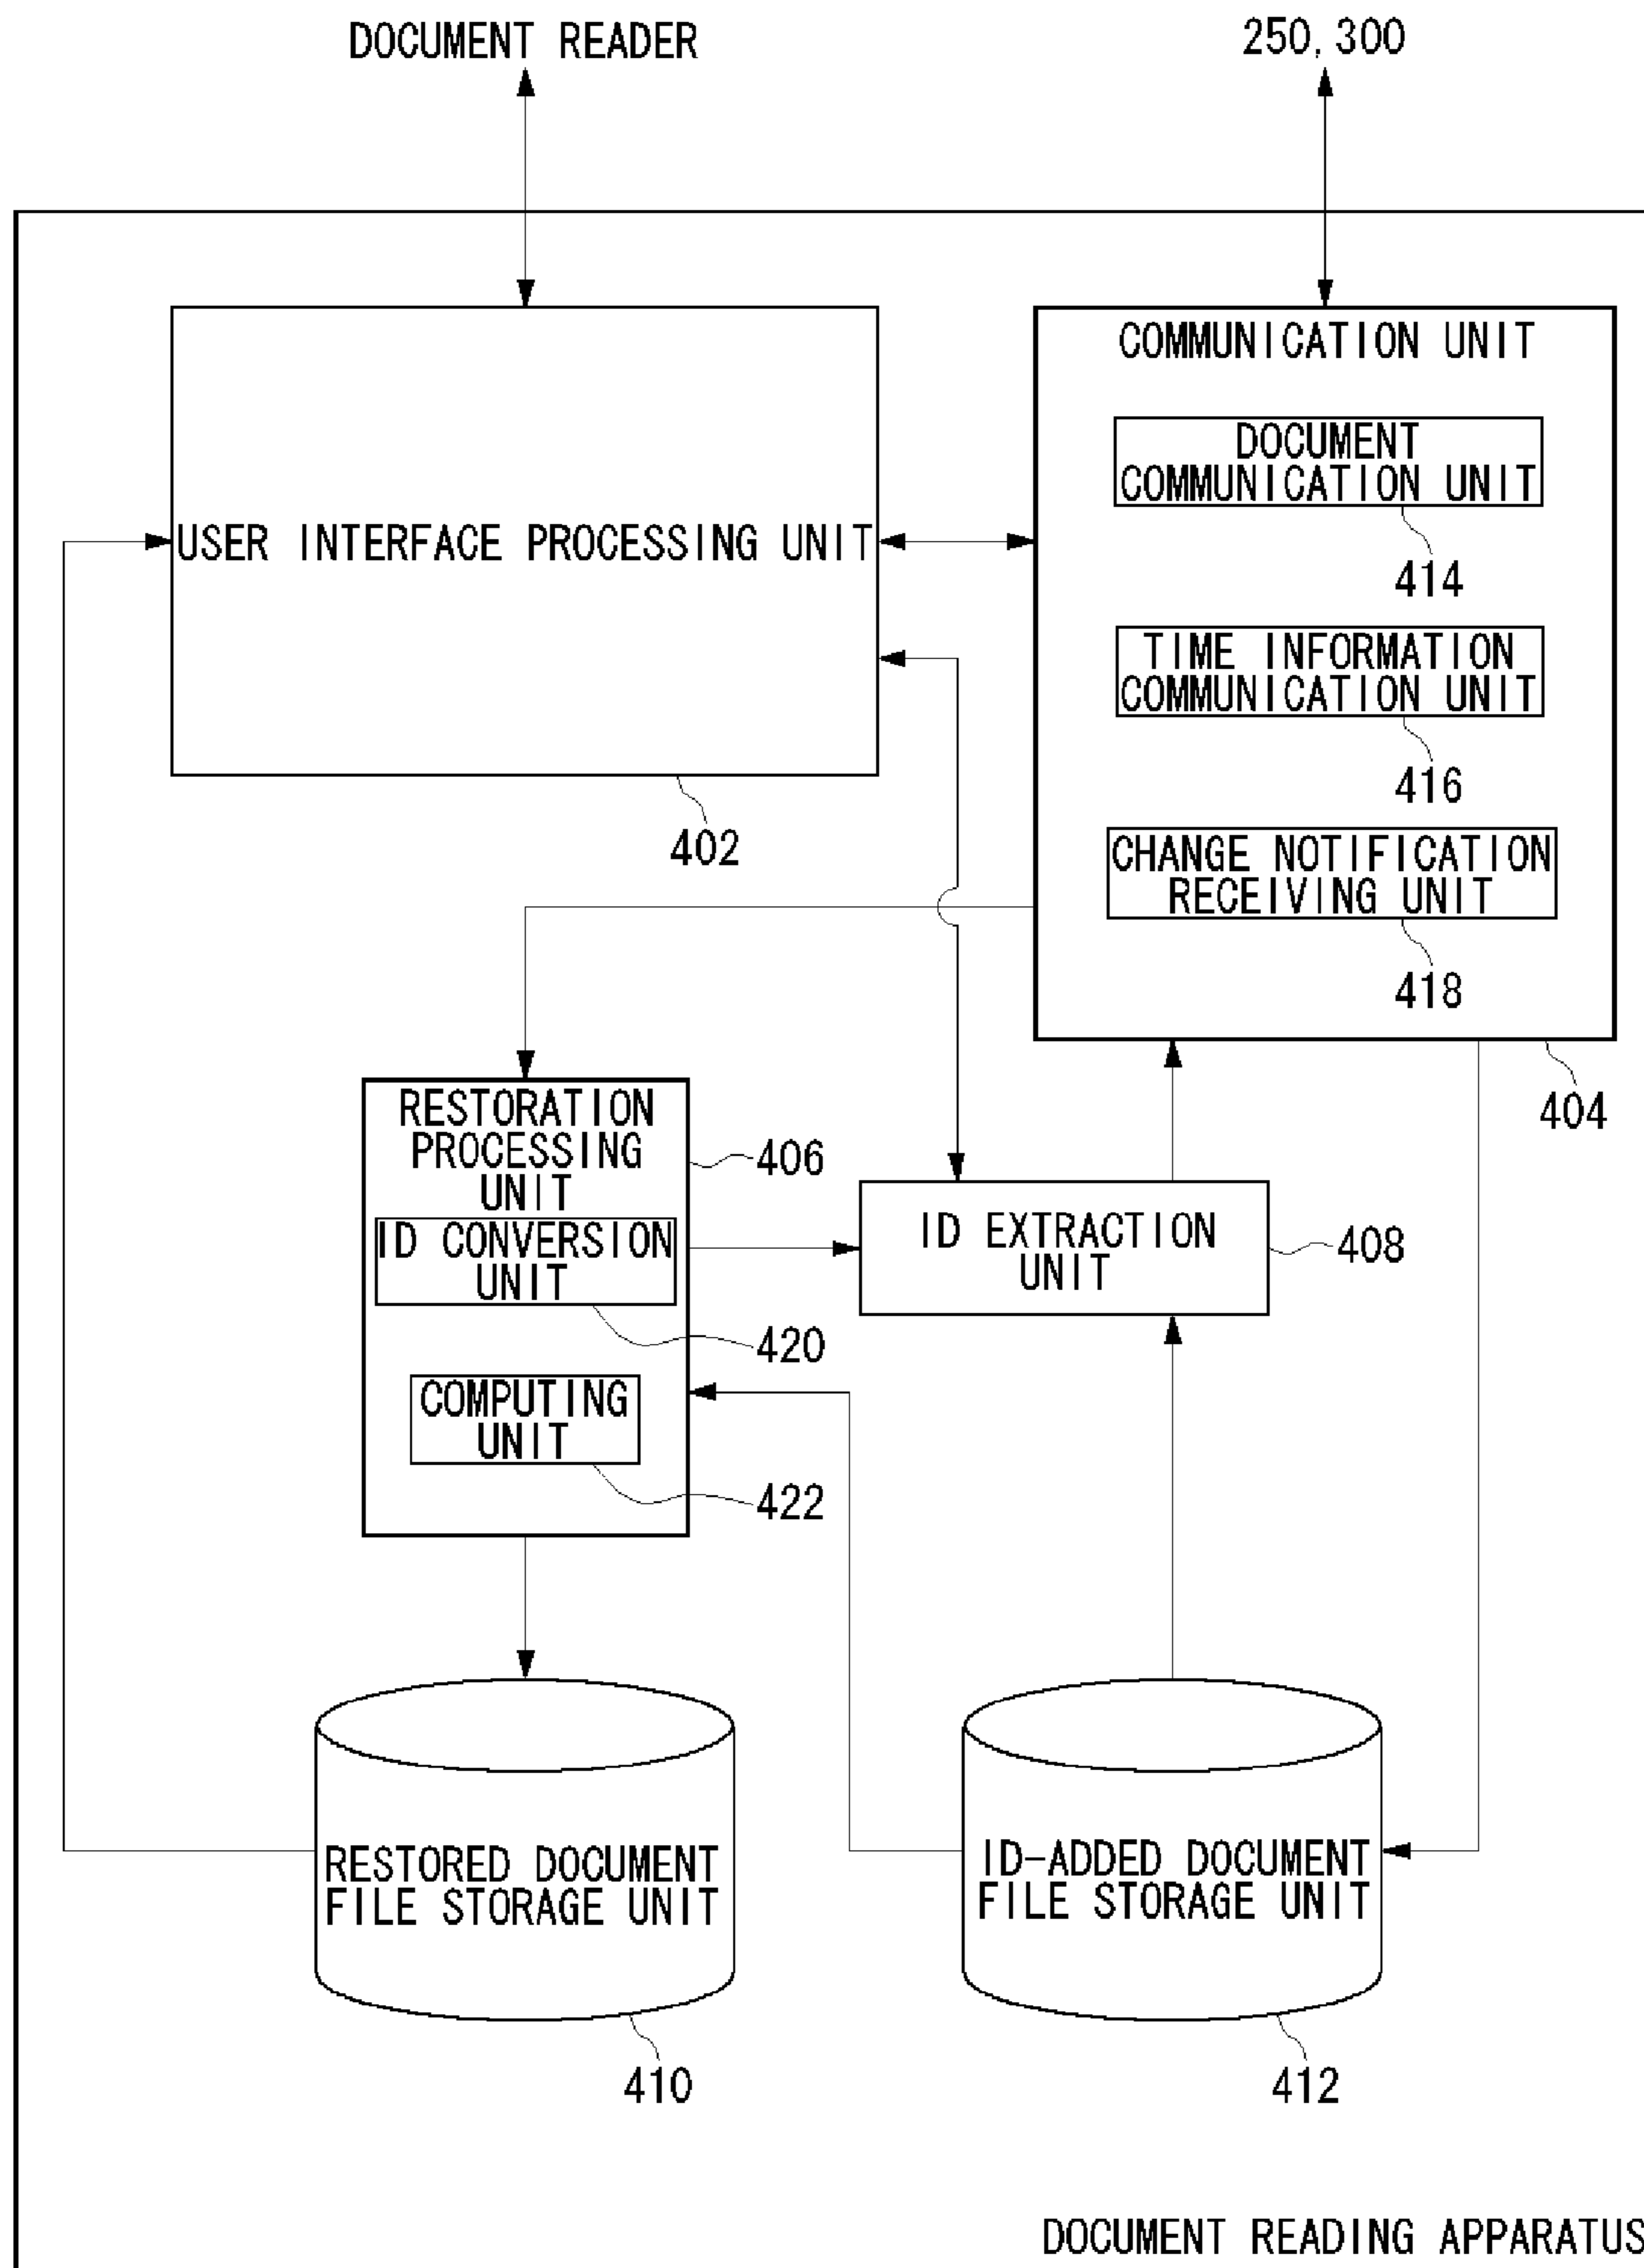 DOCUMENT READER
250, 300
COMMUNICATION UNIT
DOCUMENT
COMMUNICATION UNIT
414
USER INTERFACE PROCESSING UNIT
TIME INFORMATION
COMMUNICATION UNIT
416
402
CHANGE NOTIFICATION
RECEIVING UNIT
418
404
RESTORATION
PROCESSING
UNIT
406
ID CONVERSION
UNIT
420
ID EXTRACTION
UNIT
408
COMPUTING
UNIT
422
RESTORED DOCUMENT
FILE STORAGE UNIT
410
ID-ADDED DOCUMENT
FILE STORAGE UNIT
412
DOCUMENT READING APPARATUS